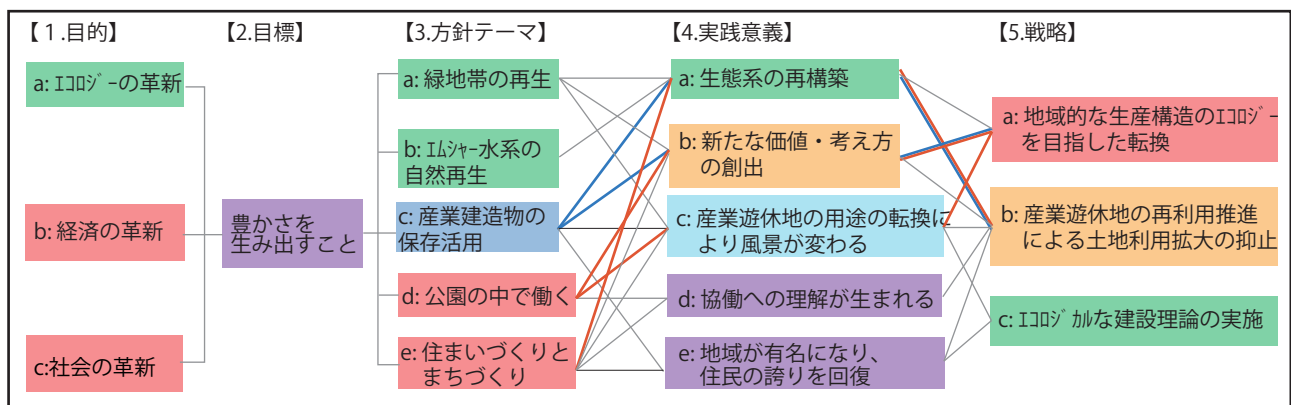 【１.目的】
【2.目標】
【3.方針テーマ】
【4.実践意義】
【5.戦略】
a: ｴｺﾛｼﾞｰの革新
b: 経済の革新
c:社会の革新
豊かさを
生み出すこと
a: 緑地帯の再生
b: ｴﾑｼｬｰ水系の
自然再生
c: 産業建造物の
保存活用
d: 公園の中で働く
e: 住まいづくりと
まちづくり
a: 生態系の再構築
b: 新たな価値・考え方
の創出
c: 産業遊休地の用途の転換に
より風景が変わる
d: 協働への理解が生まれる
e: 地域が有名になり、
住民の誇りを回復
a: 地域的な生産構造のｴｺﾛｼﾞｰ
を目指した転換
b: 産業遊休地の再利用推進
による土地利用拡大の抑止
c: ｴｺﾛｼﾞｶﾙな建設理論の実施